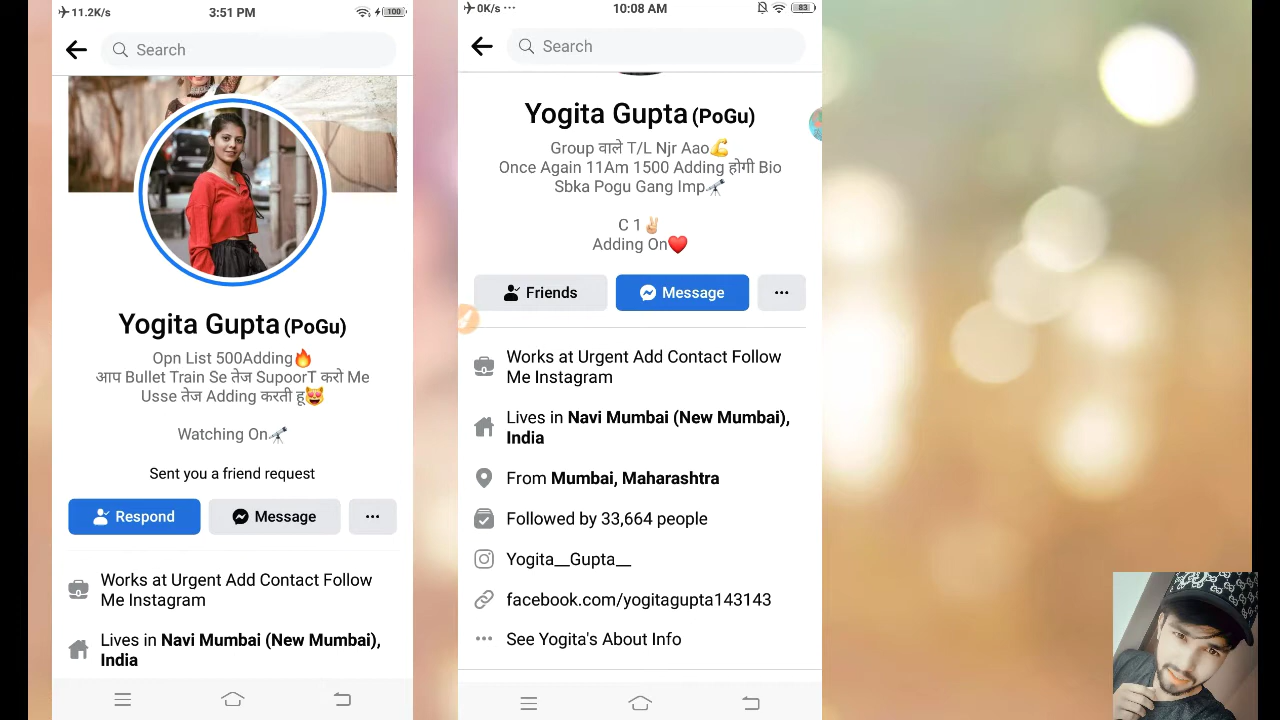 11.2K/s
3:51 PM
100
Search
Yogita Gupta (PoGu)
Opn List 500Adding🔥
आप Bullet Train Se तेज SupoorT करो Me
Usse तेज Adding करती हू😻
Watching On🔭
Sent you a friend request
Respond
Message
Works at Urgent Add Contact Follow
Me Instagram
Lives in Navi Mumbai (New Mumbai),
India
0K/s ...
10:08 AM
83
Search
Yogita Gupta (PoGu)
Group वाले T/L Njr Aao💪
Once Again 11Am 1500 Adding होगी Bio
Sbka Pogu Gang Imp🔭
C 1✌🏻
Adding On❤️
Friends
Message
Works at Urgent Add Contact Follow
Me Instagram
Lives in Navi Mumbai (New Mumbai),
India
From Mumbai, Maharashtra
Followed by 33,664 people
Yogita__Gupta__
facebook.com/yogitagupta143143
See Yogita's About Info